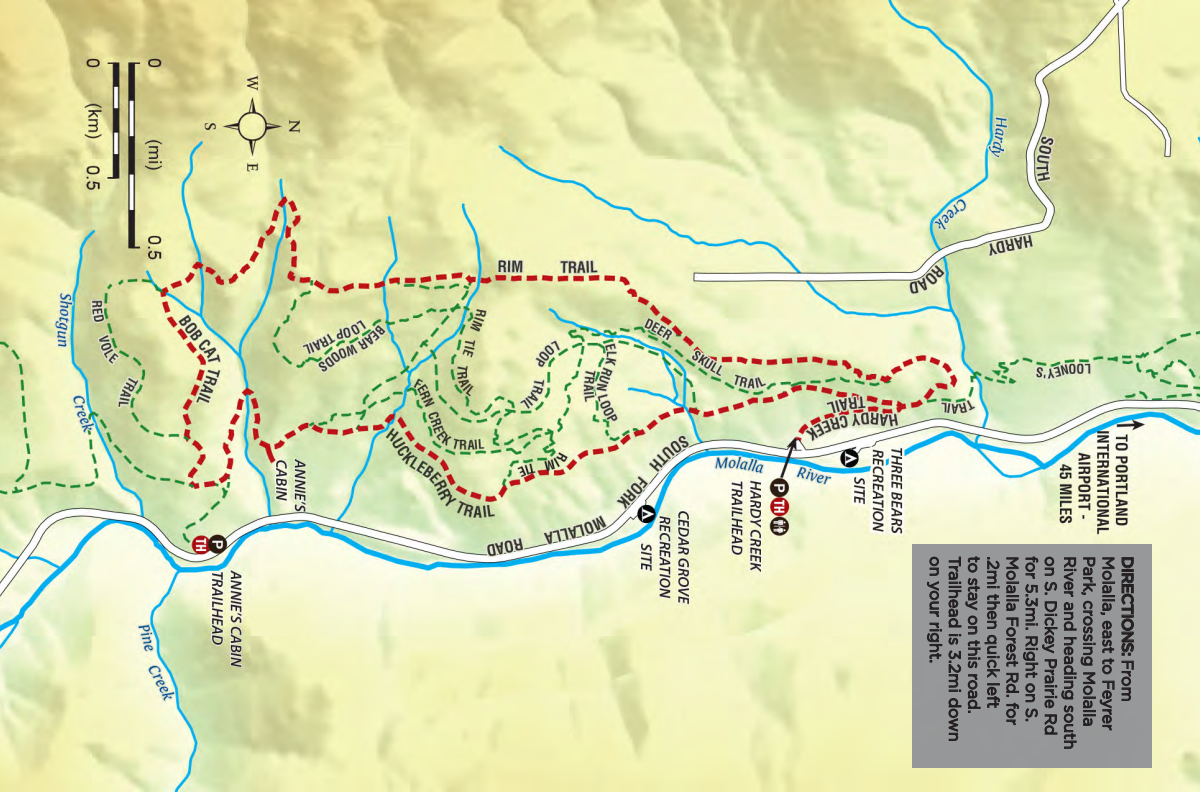 DIRECTIONS: From
Molalla, east to Feyrer
Park, crossing Molalla
River and heading south
on S. Dickey Prairie Rd
for 5.3mi. Right on S.
Molalla Forest Rd. for
.2mi then quick left
to stay on this road.
Trailhead is 3.2mi down
on your right.
TO PORTLAND
INTERNATIONAL
AIRPORT -
45 MILES
SOUTH
HARDY
ROAD
Hardy
Creek
LOONEY'S
TRAIL
THREE BEARS
RECREATION
SITE
HARDY CREEK
TRAIL
P
TH
HARDY CREEK
TRAILHEAD
Molalla
River
DEER
SKULL
TRAIL
CEDAR GROVE
RECREATION
SITE
SOUTH
FORK
MOLALLA
ROAD
ELK RUN LOOP
TRAIL
LOOP
TRAIL
RIM
TRAIL
RIM TIE
TRAIL
RIM
TIE
FERN CREEK TRAIL
HUCKLEBERRY TRAIL
BEAR WOODS
LOOP TRAIL
ANNIE'S
CABIN
P
TH
ANNIE'S CABIN
TRAILHEAD
BOB CAT TRAIL
RED VOLE
TRAIL
Shotgun
Creek
Pine
Creek
N
W
E
S
0
(mi)
0.5
0
(km)
0.5